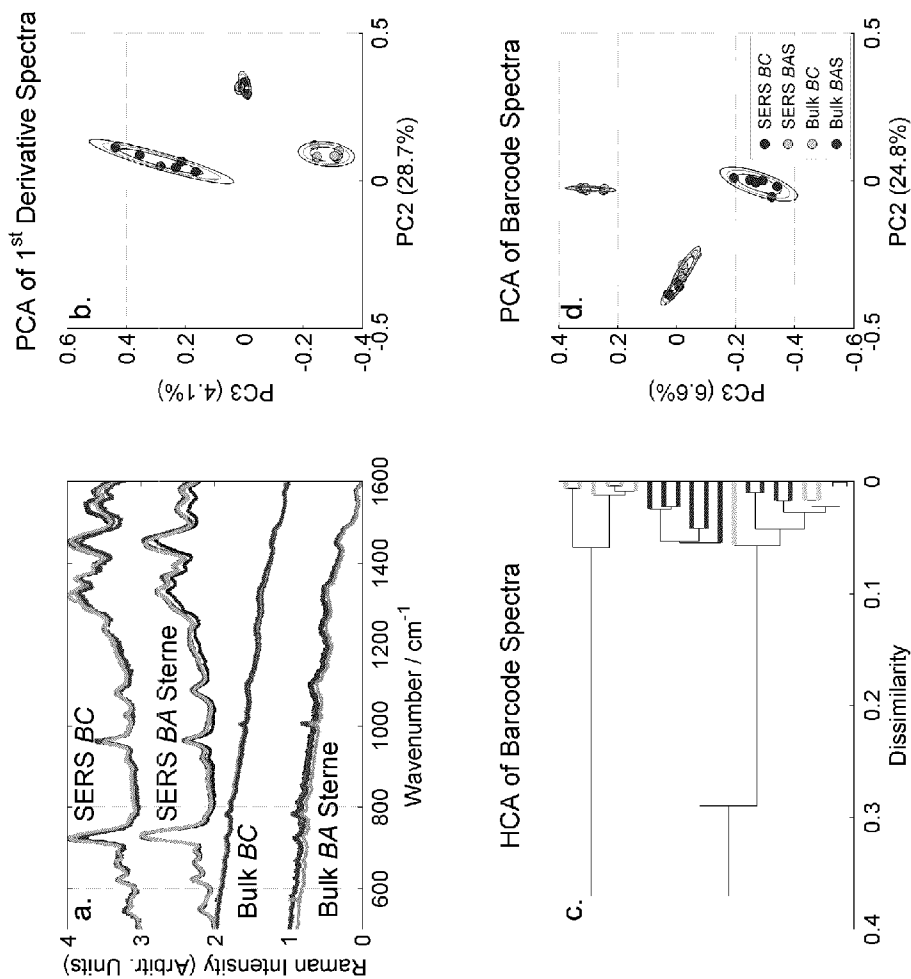 a.
SERS BC
SERS BA Sterne
Bulk BC
Bulk BA Sterne
4
3
2
1
0
Raman Intensity (Arbitr. Units)
600
800
1000
1200
1400
1600
Wavenumber / cm⁻¹
PCA of 1st Derivative Spectra
b.
0.6
0.4
0.2
0
-0.2
-0.4
PC3 (4.1%)
-0.5
0
0.5
PC2 (28.7%)
HCA of Barcode Spectra
c.
0.4
0.3
0.2
0.1
0
Dissimilarity
PCA of Barcode Spectra
d.
0.4
0.2
0
-0.2
-0.4
-0.6
PC3 (6.6%)
-0.5
0
0.5
PC2 (24.8%)
SERS BC
SERS BAS
Bulk BC
Bulk BAS